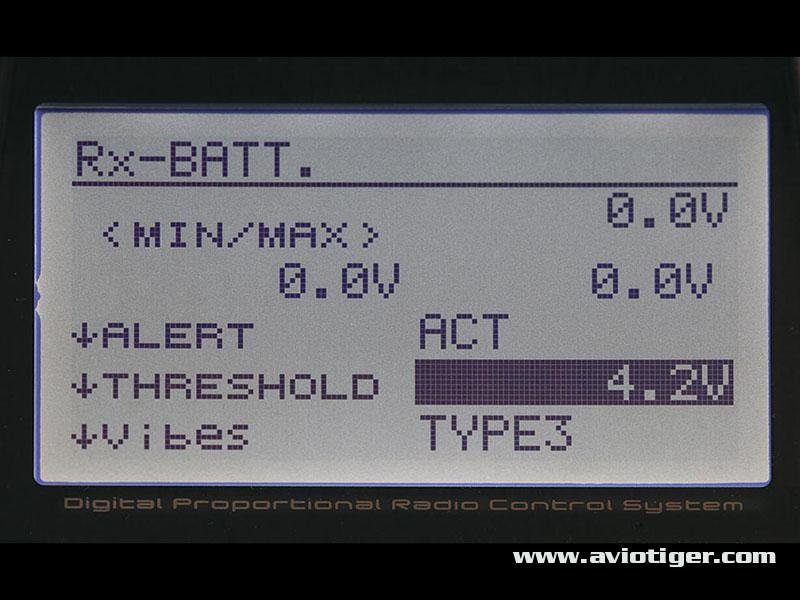 Rx-BATT.
0.0V
<MIN/MAX>
0.0V 0.0V
↓ALERT ACT
↓THRESHOLD 4.2V
↓Vibes TYPE3
Digital Proportional Radio Control System
www.aviotiger.com